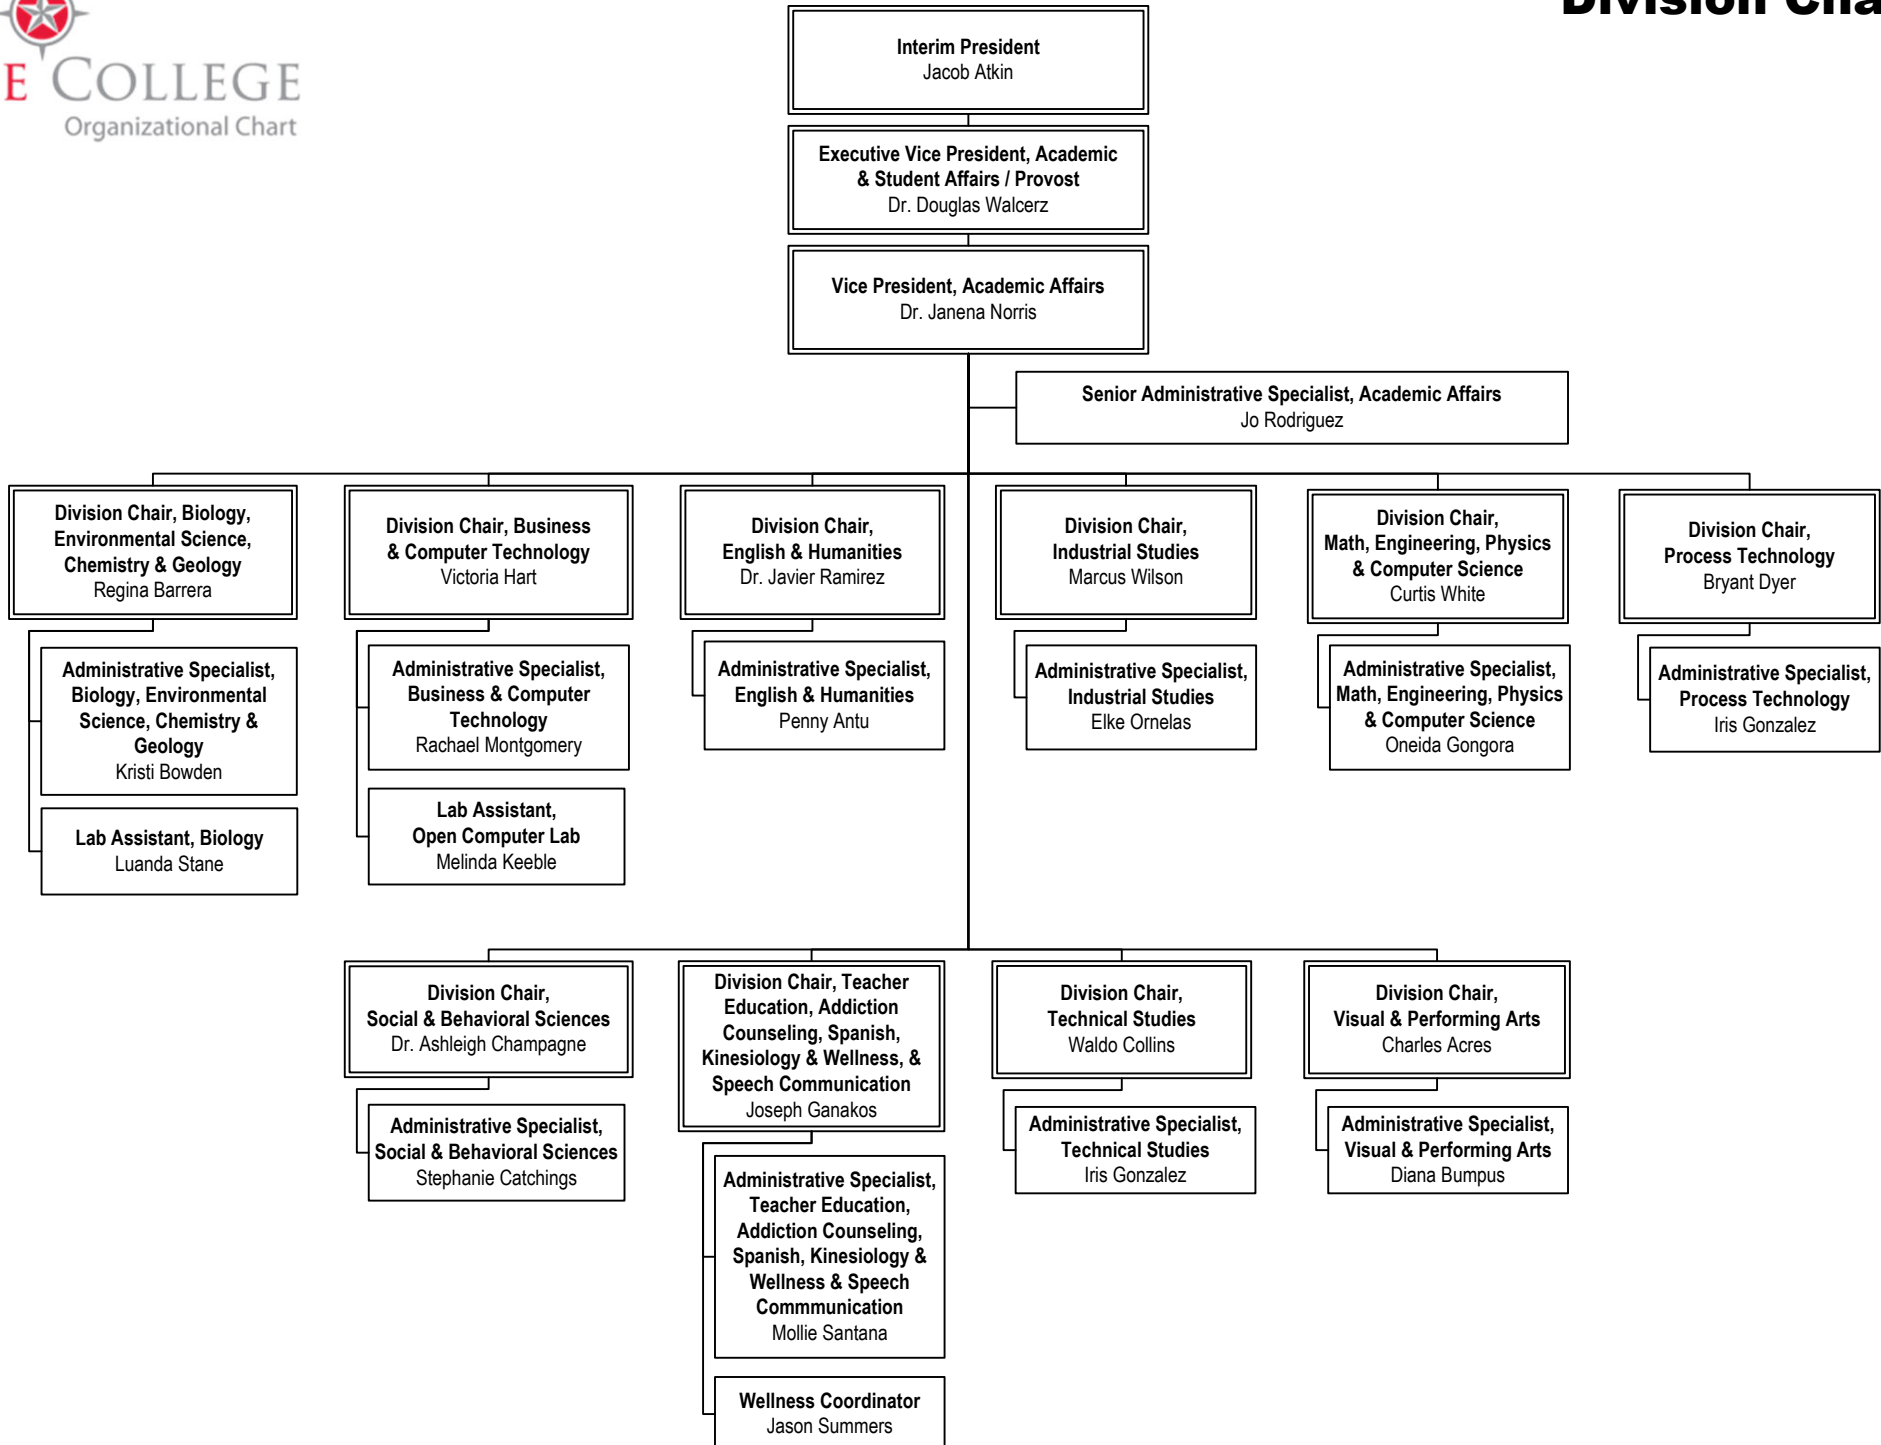 Division Cha
E COLLEGE
Organizational Chart
Interim President
Jacob Atkin
Executive Vice President, Academic
& Student Affairs / Provost
Dr. Douglas Walcerz
Vice President, Academic Affairs
Dr. Janena Norris
Senior Administrative Specialist, Academic Affairs
Jo Rodriguez
Division Chair, Biology,
Environmental Science,
Chemistry & Geology
Regina Barrera
Division Chair, Business
& Computer Technology
Victoria Hart
Division Chair,
English & Humanities
Dr. Javier Ramirez
Division Chair,
Industrial Studies
Marcus Wilson
Division Chair,
Math, Engineering, Physics
& Computer Science
Curtis White
Division Chair,
Process Technology
Bryant Dyer
Administrative Specialist,
Biology, Environmental
Science, Chemistry &
Geology
Kristi Bowden
Administrative Specialist,
Business & Computer
Technology
Rachael Montgomery
Administrative Specialist,
English & Humanities
Penny Antu
Administrative Specialist,
Industrial Studies
Elke Ornelas
Administrative Specialist,
Math, Engineering, Physics
& Computer Science
Oneida Gongora
Administrative Specialist,
Process Technology
Iris Gonzalez
Lab Assistant, Biology
Luanda Stane
Lab Assistant,
Open Computer Lab
Melinda Keeble
Division Chair,
Social & Behavioral Sciences
Dr. Ashleigh Champagne
Division Chair, Teacher
Education, Addiction
Counseling, Spanish,
Kinesiology & Wellness, &
Speech Communication
Joseph Ganakos
Division Chair,
Technical Studies
Waldo Collins
Division Chair,
Visual & Performing Arts
Charles Acres
Administrative Specialist,
Social & Behavioral Sciences
Stephanie Catchings
Administrative Specialist,
Teacher Education,
Addiction Counseling,
Spanish, Kinesiology &
Wellness & Speech
Commmunication
Mollie Santana
Administrative Specialist,
Technical Studies
Iris Gonzalez
Administrative Specialist,
Visual & Performing Arts
Diana Bumpus
Wellness Coordinator
Jason Summers